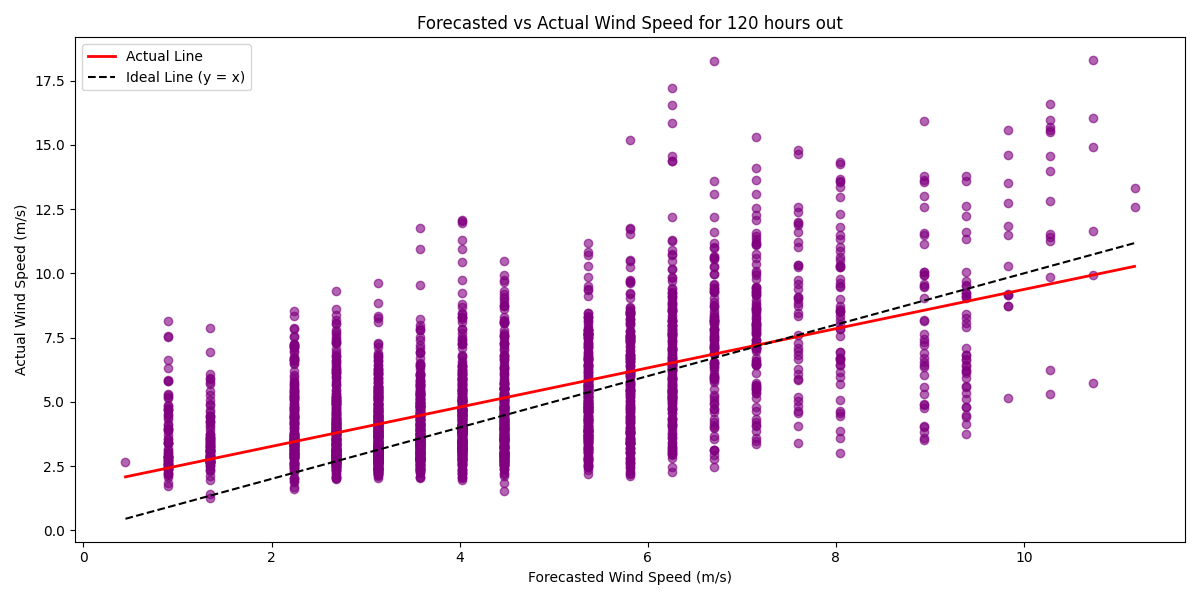 Forecasted vs Actual Wind Speed for 120 hours out
Actual Line
Ideal Line (y = x)
Actual Wind Speed (m/s)
17.5
15.0
12.5
10.0
7.5
5.0
2.5
0.0
0 2 4 6 8 10
Forecasted Wind Speed (m/s)